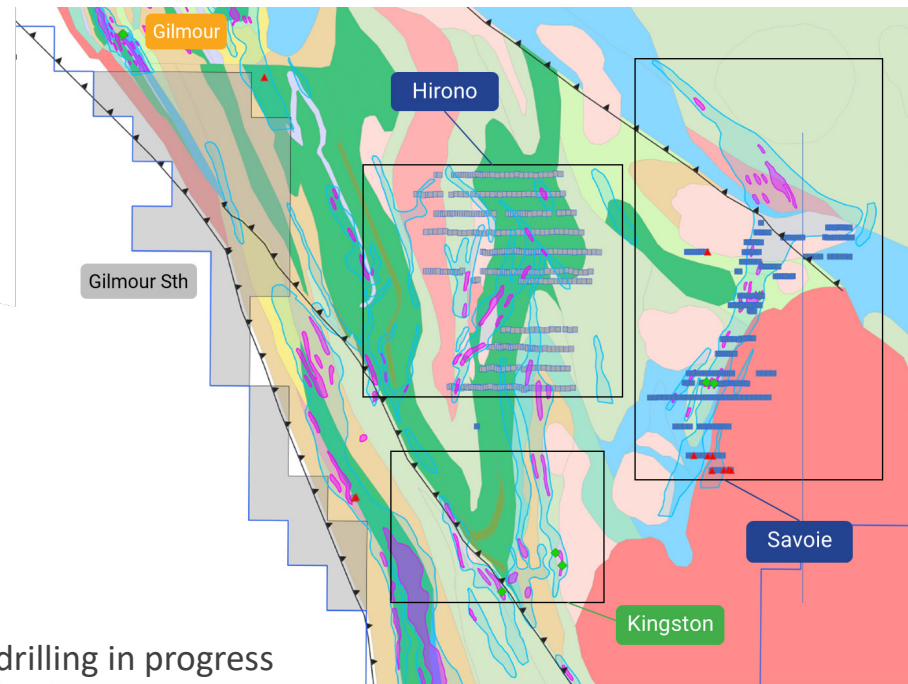 Gilmour
Hirono
Gilmour Sth
Savoie
Kingston
drilling in progress